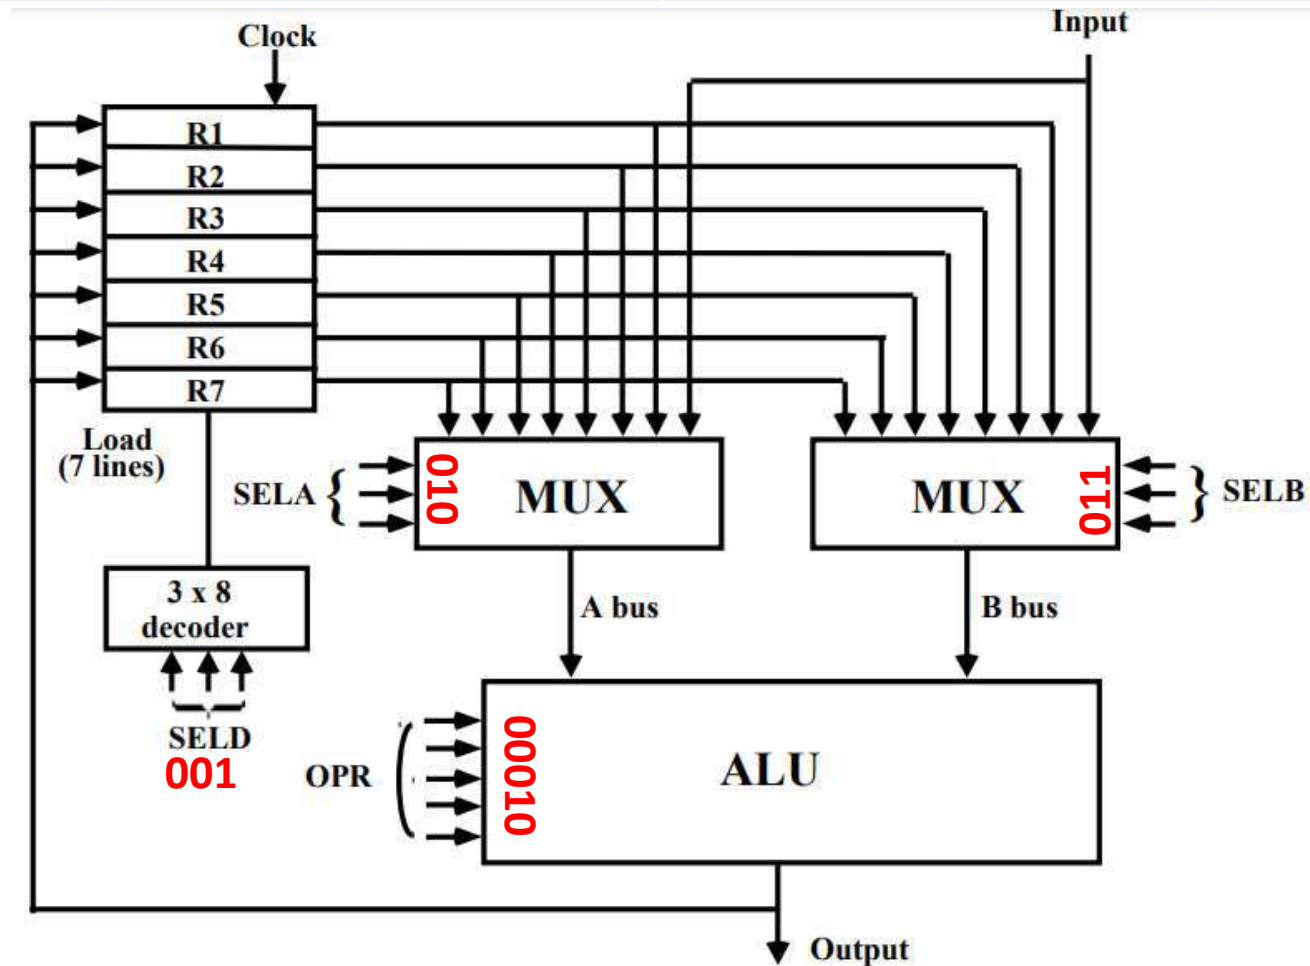 Clock
Input
R1
R2
R3
R4
R5
R6
R7
Load
(7 lines)
SELA {
010
MUX
MUX
011
} SELB
3 x 8
decoder
A bus
B bus
SELD
001
OPR
00010
ALU
Output